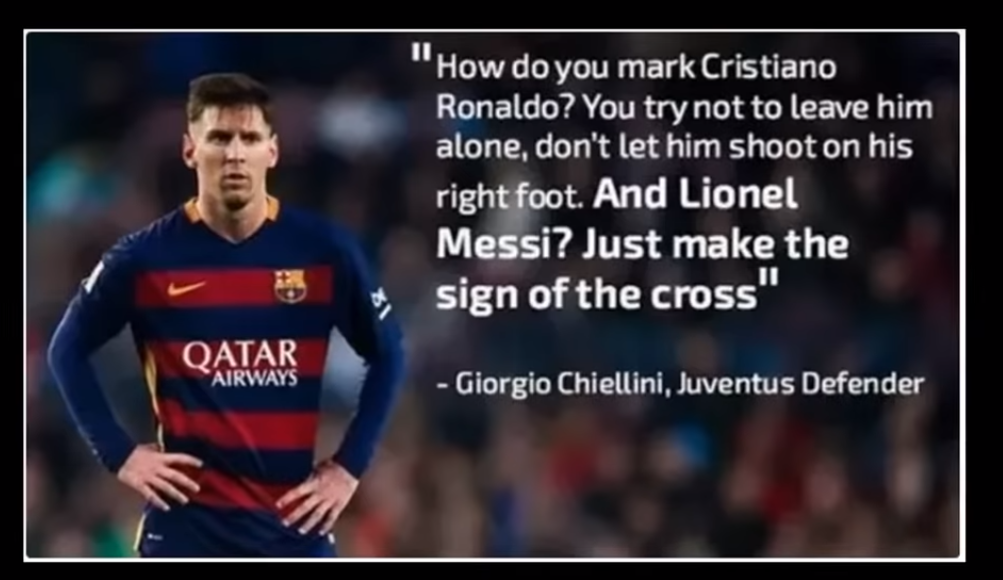 "How do you mark Cristiano
Ronaldo? You try not to leave him
alone, don't let him shoot on his
right foot. And Lionel
Messi? Just make the
sign of the cross"
- Giorgio Chiellini, Juventus Defender
QATAR
AIRWAYS